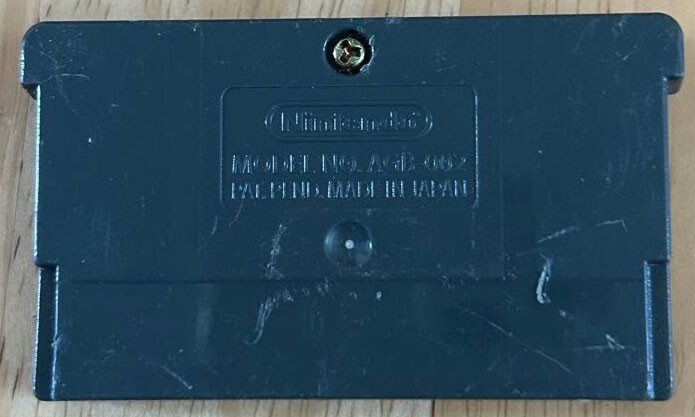 Nintendo
MODEL NO. AGB-002
PAT. PEND. MADE IN JAPAN